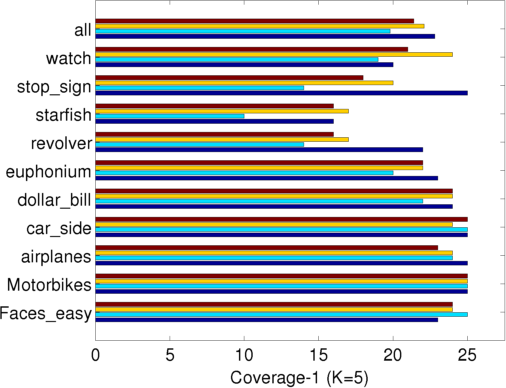 all
watch
stop_sign
starfish
revolver
euphonium
dollar_bill
car_side
airplanes
Motorbikes
Faces_easy
0 5 10 15 20 25
Coverage-1 (K=5)